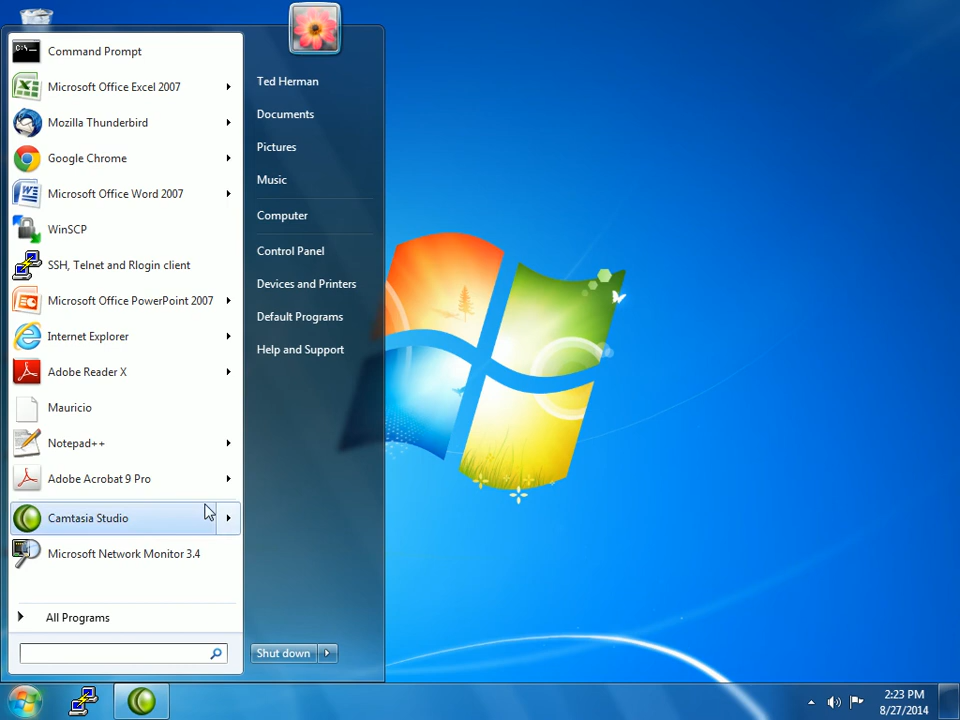 Command Prompt
Microsoft Office Excel 2007
Mozilla Thunderbird
Google Chrome
Microsoft Office Word 2007
WinSCP
SSH, Telnet and Rlogin client
Microsoft Office PowerPoint 2007
Internet Explorer
Adobe Reader X
Mauricio
Notepad++
Adobe Acrobat 9 Pro
Camtasia Studio
Microsoft Network Monitor 3.4
All Programs
Ted Herman
Documents
Pictures
Music
Computer
Control Panel
Devices and Printers
Default Programs
Help and Support
Shut down
2:23 PM
8/27/2014